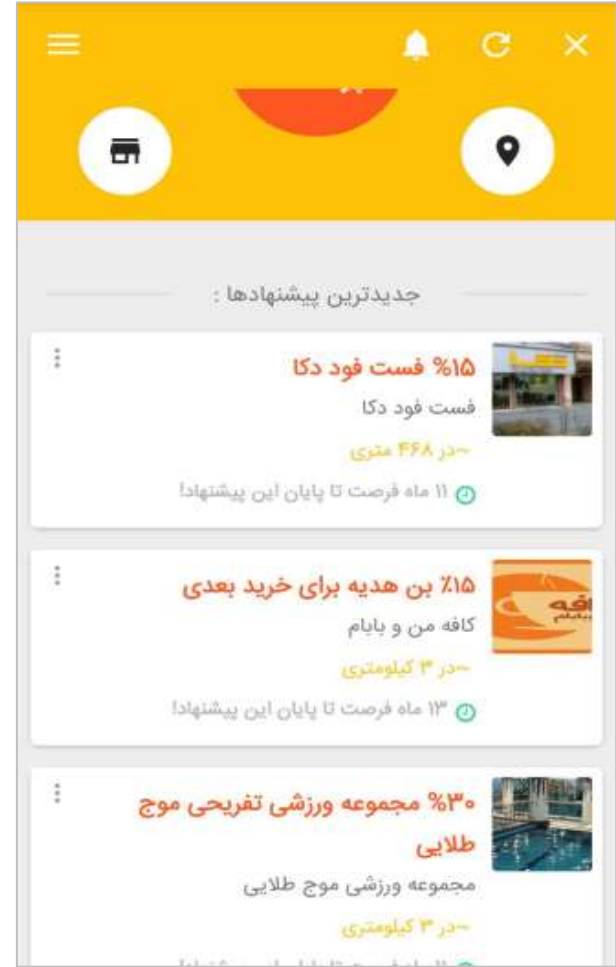 جدیدترین پیشنهادها :
%۱۵ فست فود دکا
فست فود دکا
~در ۴۶۸ متری
۱۱ ماه فرصت تا پایان این پیشنهاد!
٪۱۵ بن هدیه برای خرید بعدی
کافه من و بابام
~در ۳ کیلومتری
۱۳ ماه فرصت تا پایان این پیشنهاد!
%۳۰ مجموعه ورزشی تفریحی موج
طلایی
مجموعه ورزشی موج طلایی
~در ۳ کیلومتری